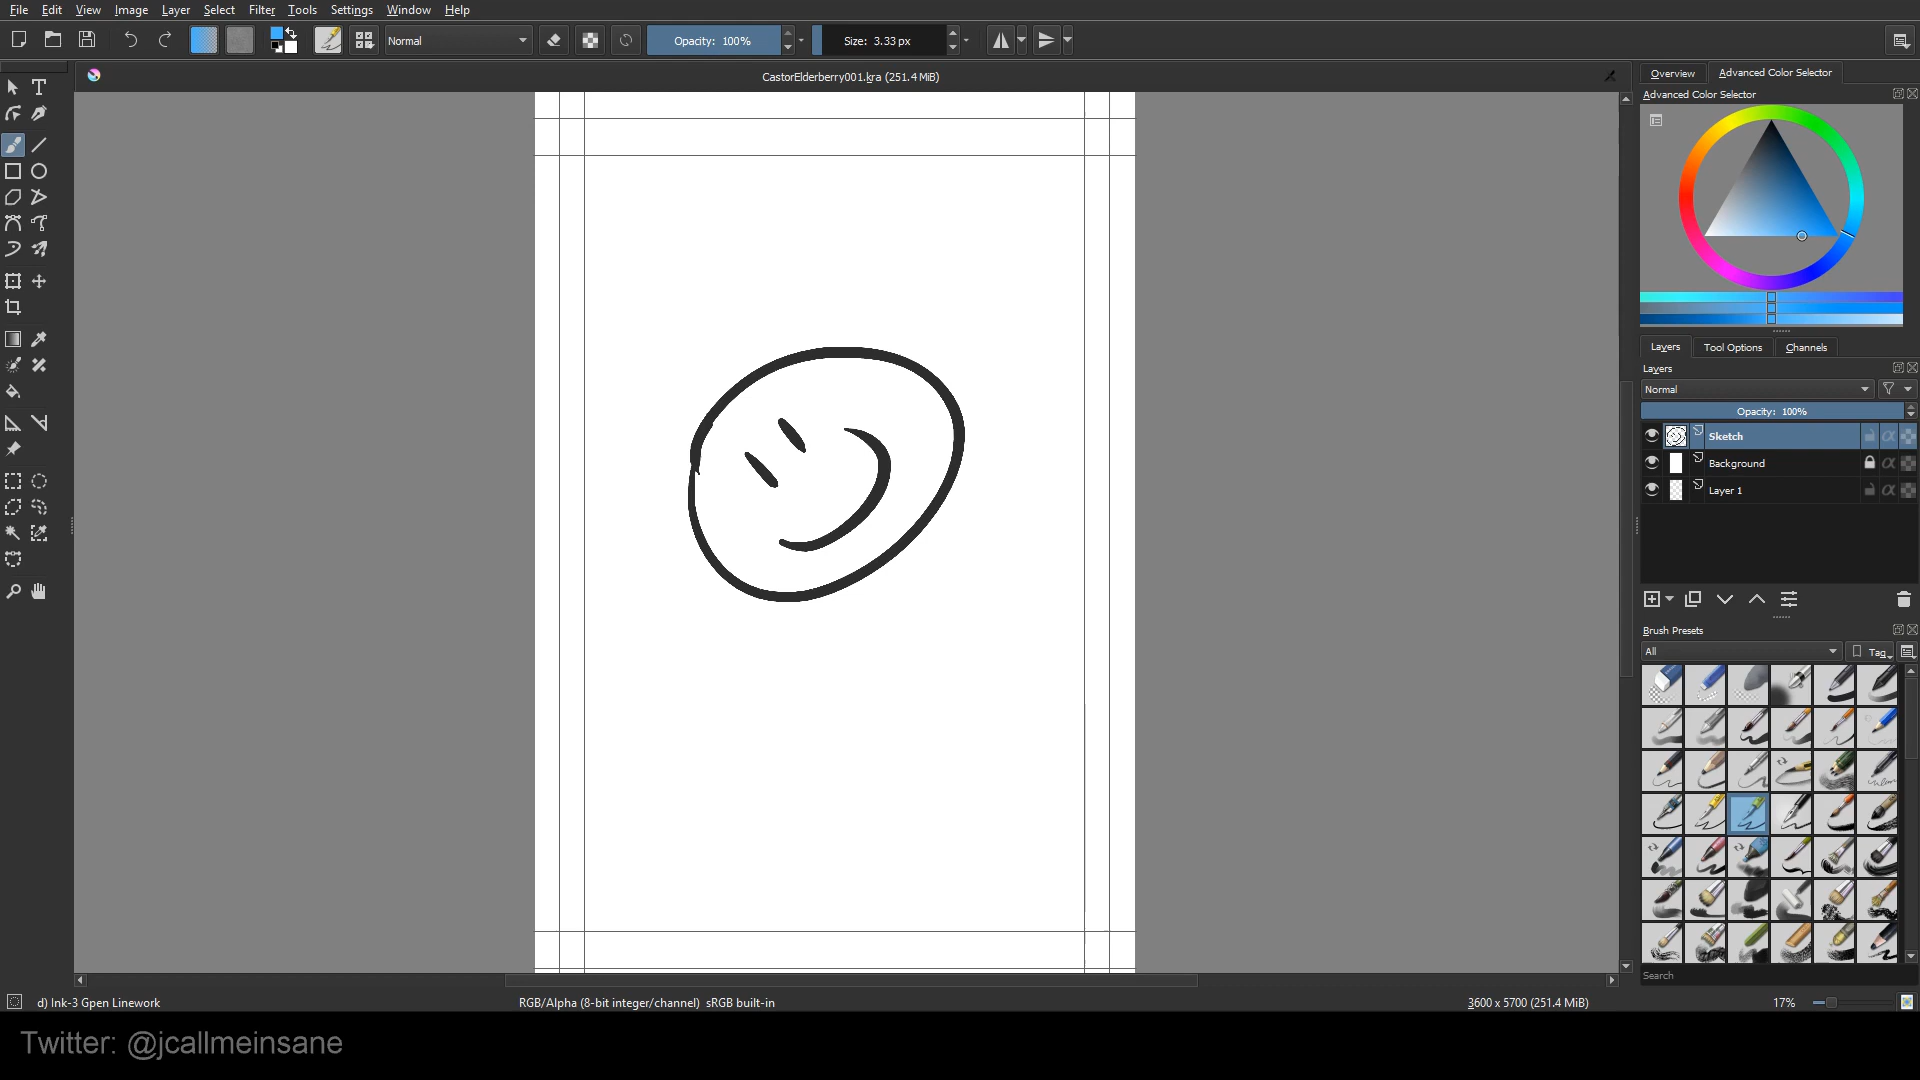 File Edit View Image Layer Select Filter Tools Settings Window Help
Normal Opacity: 100% Size: 3.33 px
CastorElderberry001.kra (251.4 MiB)
Overview Advanced Color Selector
Advanced Color Selector
Layers Tool Options Channels
Layers
Normal
Opacity: 100%
Sketch
Background
Layer 1
Brush Presets
All Tag
Search
d) Ink-3 Gpen Linework RGB/Alpha (8-bit integer/channel) sRGB built-in 3600 x 5700 (251.4 MiB) 17%
Twitter: @jcallmeinsane